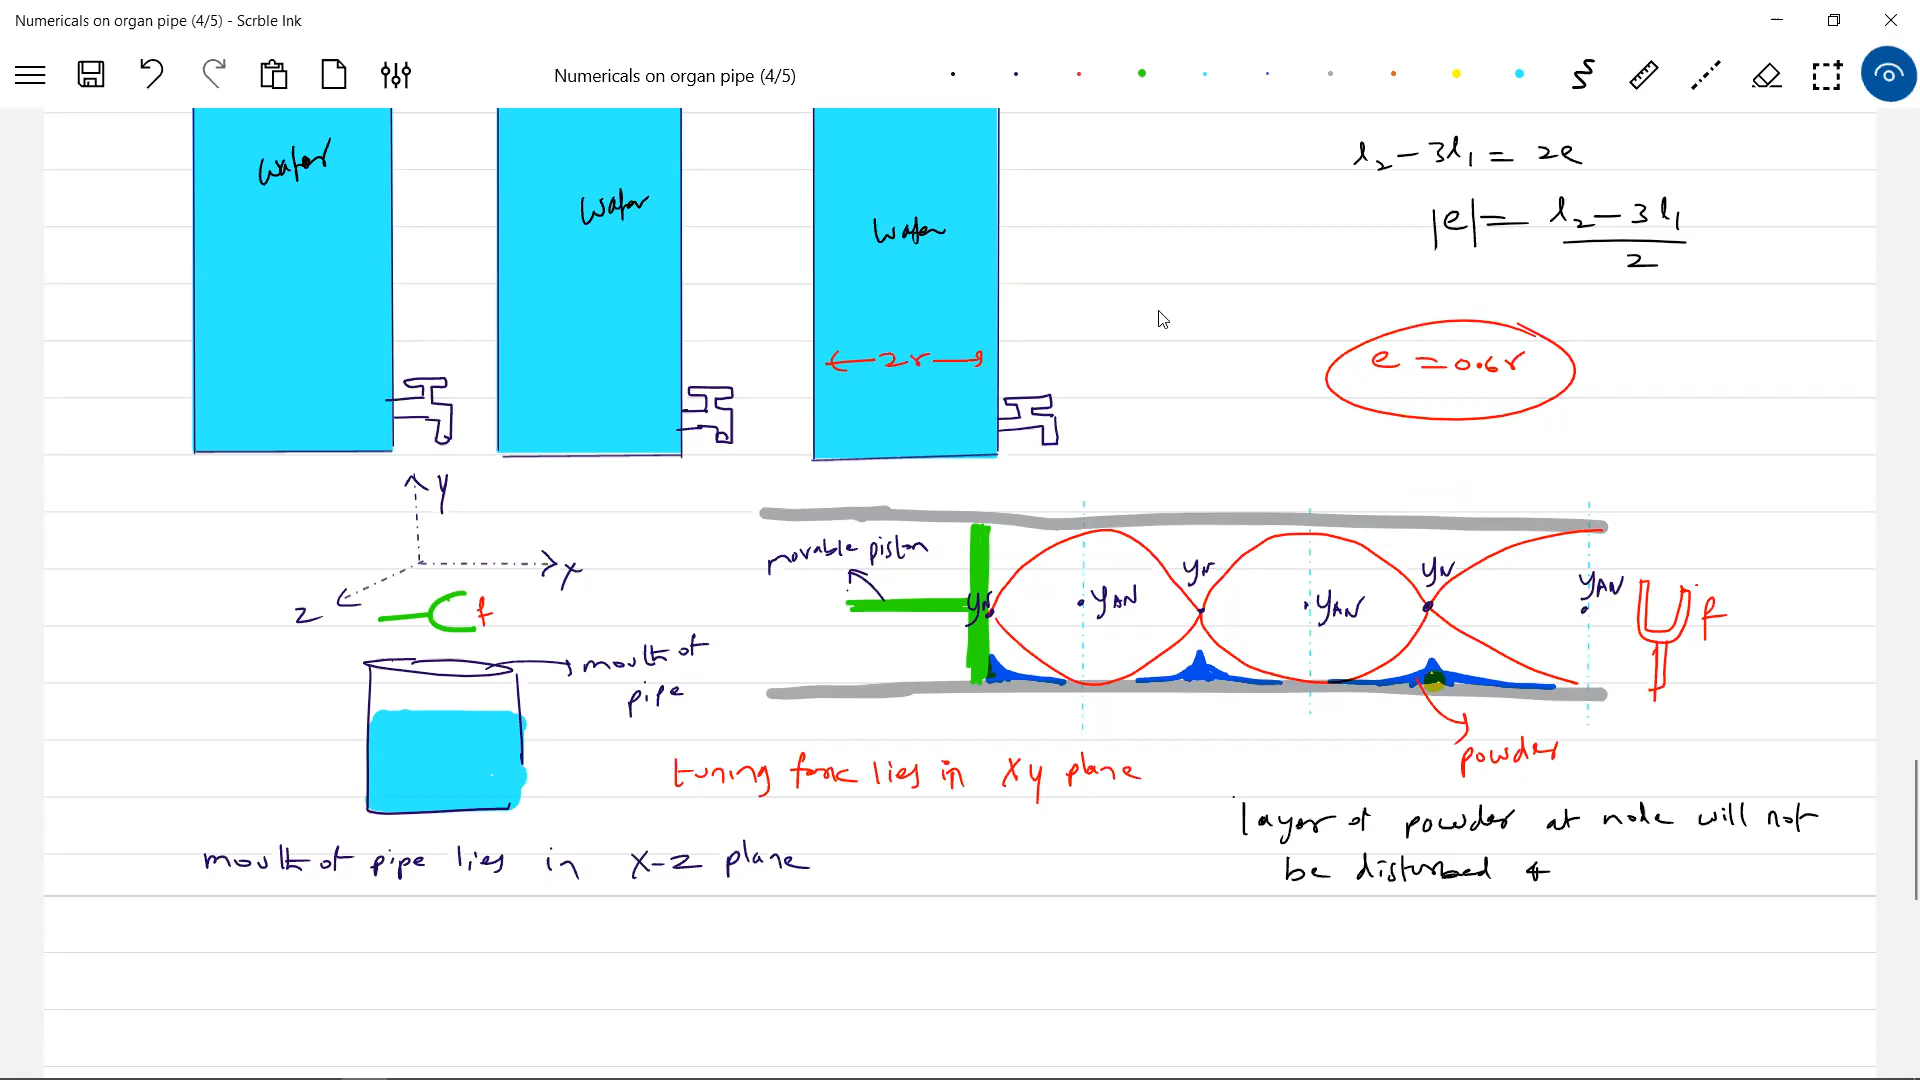 Numericals on organ pipe (4/5) - Scrble Ink
Numericals on organ pipe (4/5)
water
water
water
l₂ - 3l₁ = 2e
|e| = (l₂ - 3l₁)/2
2r
e = 0.6r
y
x
z
f
mouth of
pipe
movable piston
yN
yAN
yN
yAN
yN
yAN
f
powder
tuning fork lies in xy plane
mouth of pipe lies in x-z plane
layer of powder at node will not
be disturbed &